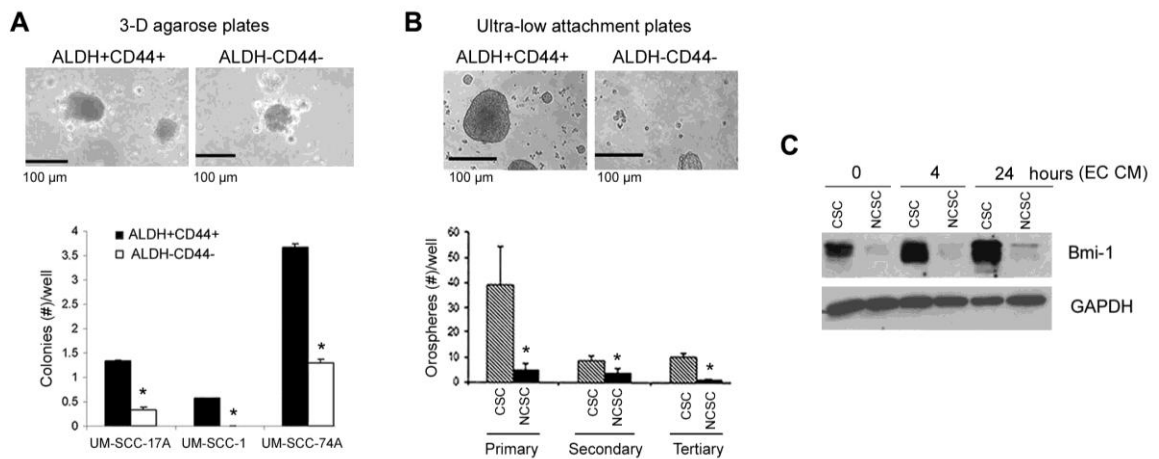 A
3-D agarose plates
ALDH+CD44+ ALDH-CD44-
100 µm 100 µm
Colonies (#)/well
4
3.5
3
2.5
2
1.5
1
0.5
0
ALDH+CD44+
ALDH-CD44-
* * *
UM-SCC-17A UM-SCC-1 UM-SCC-74A
B
Ultra-low attachment plates
ALDH+CD44+ ALDH-CD44-
100 µm 100 µm
Orospheres (#)/well
60
50
40
30
20
10
0
* * *
CSC NCSC CSC NCSC CSC NCSC
Primary Secondary Tertiary
C
0 4 24 hours (EC CM)
CSC NCSC CSC NCSC CSC NCSC
Bmi-1
GAPDH